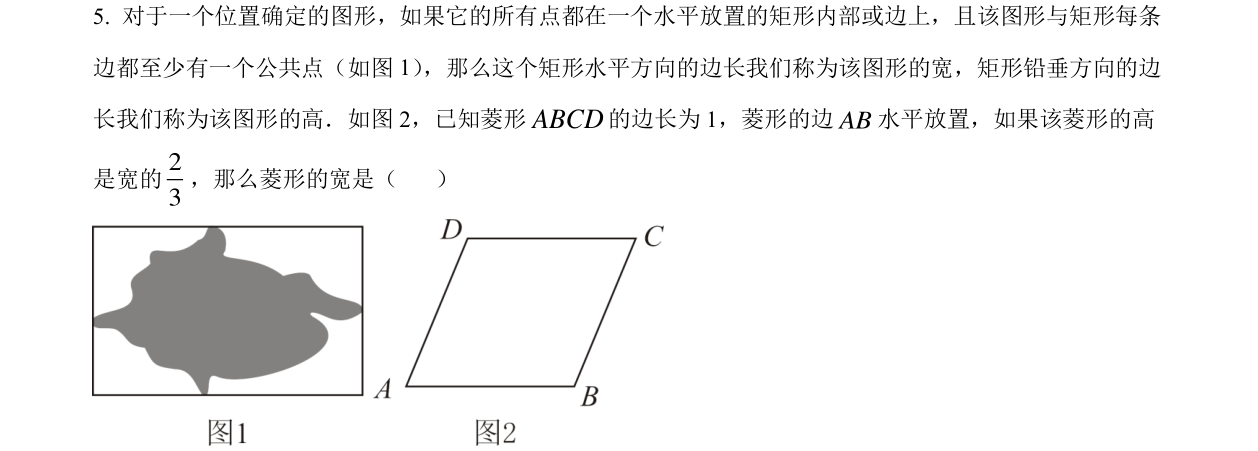 5. 对于一个位置确定的图形，如果它的所有点都在一个水平放置的矩形内部或边上，且该图形与矩形每条
边都至少有一个公共点（如图 1），那么这个矩形水平方向的边长我们称为该图形的宽，矩形铅垂方向的边
长我们称为该图形的高．如图 2，已知菱形 ABCD 的边长为 1，菱形的边 AB 水平放置，如果该菱形的高
是宽的 2/3，那么菱形的宽是（　　）
D C
A B
图1 图2